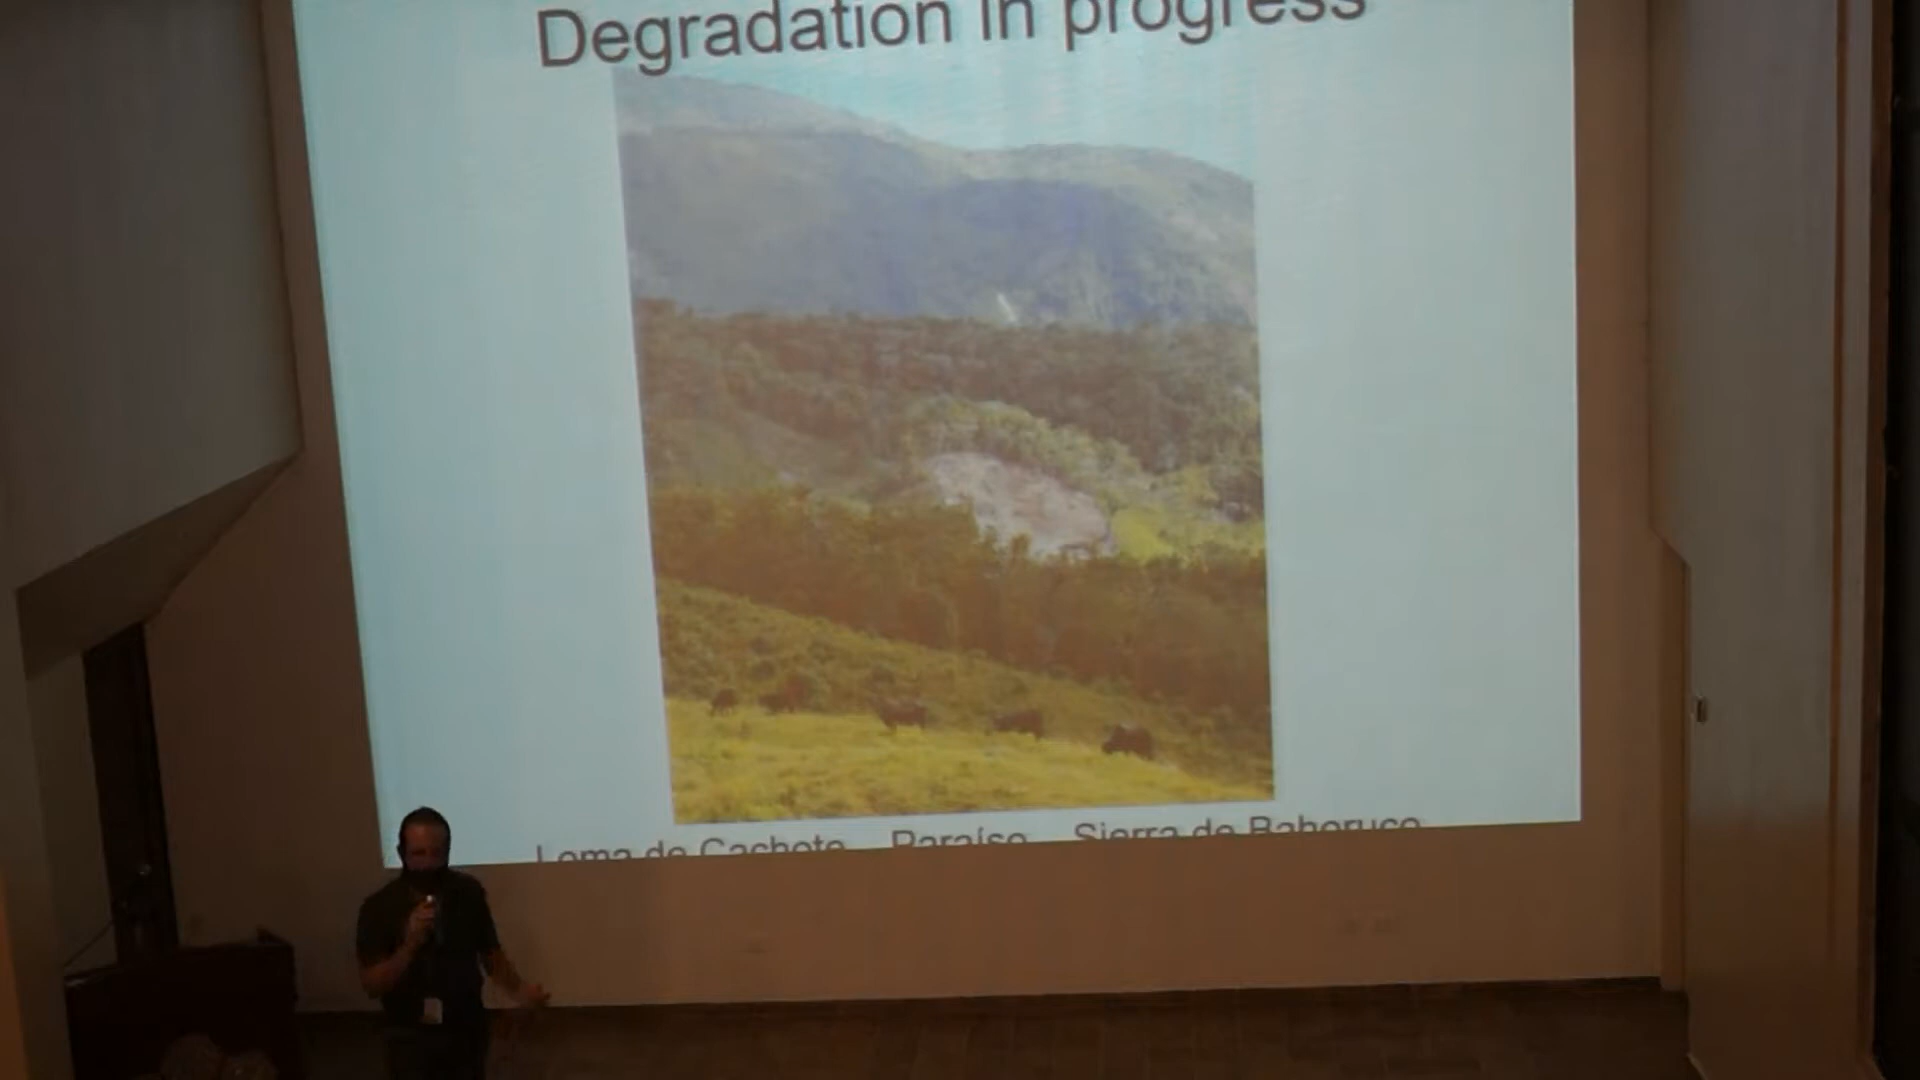 Degradation in progress
Loma de Cachote Paraíso Sierra de Bahoruco